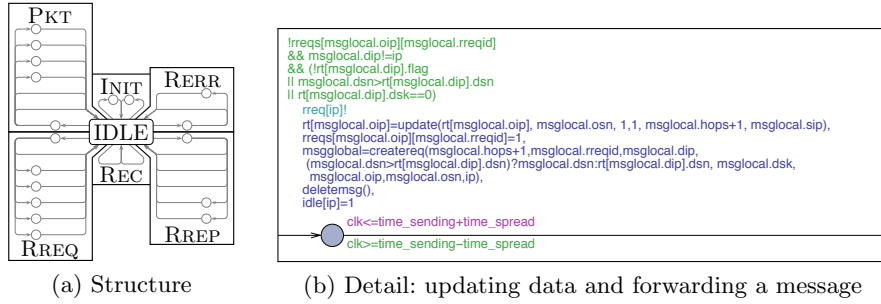 PKT
INIT
RERR
IDLE
REC
RREQ
RREP
(a) Structure
!rreqs[msglocal.oip][msglocal.rreqid]
&& msglocal.dip!=ip
&& (!rt[msglocal.dip].flag
|| msglocal.dsn>rt[msglocal.dip].dsn
|| rt[msglocal.dip].dsk==0)
rreq[ip]!
rt[msglocal.oip]=update(rt[msglocal.oip], msglocal.osn, 1,1, msglocal.hops+1, msglocal.sip),
rreqs[msglocal.oip][msglocal.rreqid]=1,
msgglobal=createreq(msglocal.hops+1,msglocal.rreqid,msglocal.dip,
(msglocal.dsn>rt[msglocal.dip].dsn)?msglocal.dsn:rt[msglocal.dip].dsn, msglocal.dsk,
msglocal.oip,msglocal.osn,ip),
deletemsg(),
idle[ip]=1
clk<=time_sending+time_spread
clk>=time_sending−time_spread
(b) Detail: updating data and forwarding a message